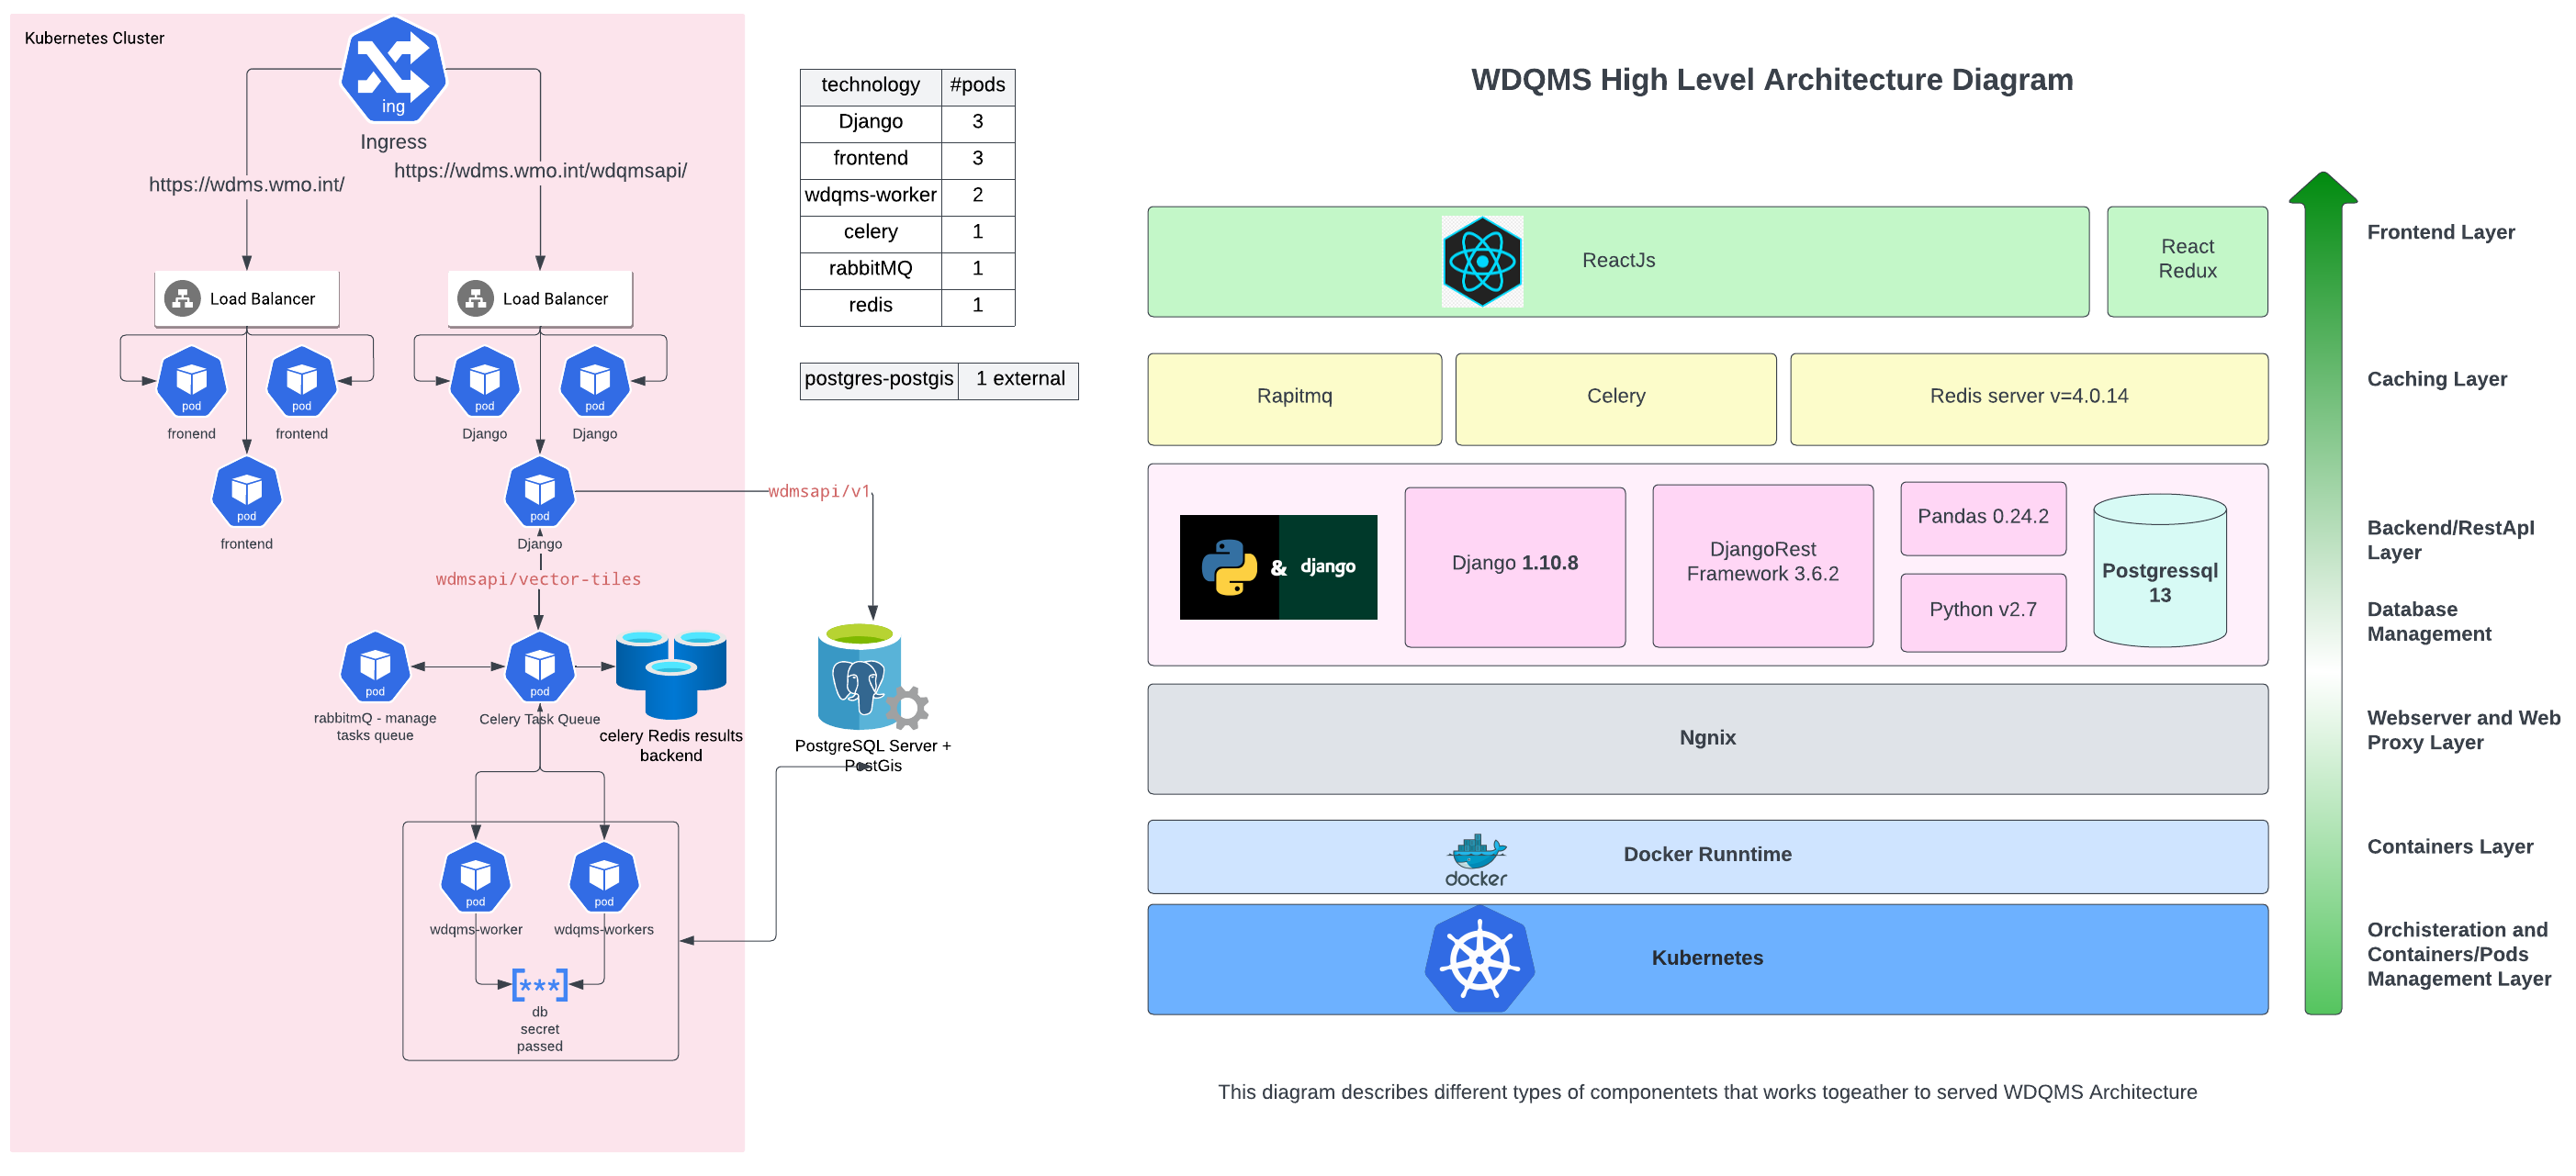 Kubernetes Cluster
ing
Ingress
https://wdms.wmo.int/
https://wdms.wmo.int/wdqmsapi/
Load Balancer
Load Balancer
pod
pod
pod
pod
fronend
frontend
Django
Django
pod
pod
frontend
Django
wdmsapi/v1
wdmsapi/vector-tiles
pod
pod
rabbitmQ - manage
tasks queue
Celery Task Queue
celery Redis results
backend
PostgreSQL Server +
PostGis
pod
pod
wdqms-worker
wdqms-workers
[***]
db
secret
passed
technology #pods
Django 3
frontend 3
wdqms-worker 2
celery 1
rabbitMQ 1
redis 1
postgres-postgis 1 external
WDQMS High Level Architecture Diagram
ReactJs
React
Redux
Frontend Layer
Rapitmq
Celery
Redis server v=4.0.14
Caching Layer
& django
Django 1.10.8
DjangoRest
Framework 3.6.2
Pandas 0.24.2
Python v2.7
Postgressql
13
Backend/RestApI
Layer
Database
Management
Ngnix
Webserver and Web
Proxy Layer
docker
Docker Runntime
Containers Layer
Kubernetes
Orchisteration and
Containers/Pods
Management Layer
This diagram describes different types of componentets that works togeather to served WDQMS Architecture